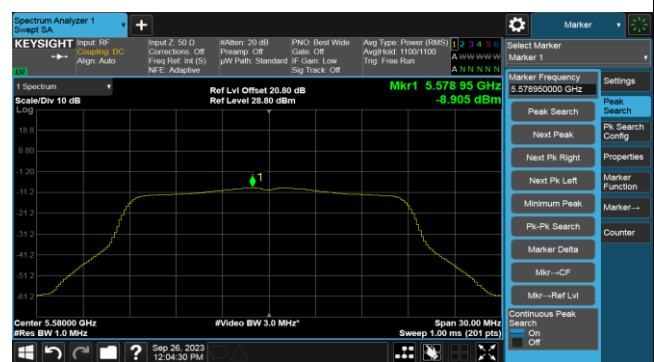 Spectrum Analyzer 1
Swept SA
Marker
KEYSIGHT
Input: RF
Coupling: DC
Align: Auto
Input Z: 50 Ω
Corrections: Off
Freq Ref: Int (S)
NFE: Adaptive
#Atten: 20 dB
Preamp: Off
µW Path: Standard
PNO: Best Wide
Gate: Off
IF Gain: Low
Sig Track: Off
Avg Type: Power (RMS)
Avg|Hold: 1100/1100
Trig: Free Run
1 2 3 4 5 6
A W W W W W
A N N N N N
LXI
Select Marker
Marker 1
1 Spectrum
Scale/Div 10 dB
Ref Lvl Offset 20.80 dB
Ref Level 28.80 dBm
Mkr1 5.578 95 GHz
-8.905 dBm
Log
18.8
8.80
-1.20
-11.2
-21.2
-31.2
-41.2
-51.2
-61.2
1
Center 5.58000 GHz
#Res BW 1.0 MHz
#Video BW 3.0 MHz*
Span 30.00 MHz
Sweep 1.00 ms (201 pts)
Marker Frequency
5.578950000 GHz
Peak Search
Next Peak
Next Pk Right
Next Pk Left
Minimum Peak
Pk-Pk Search
Marker Delta
Mkr→CF
Mkr→Ref Lvl
Continuous Peak
Search
On
Off
Settings
Peak
Search
Pk Search
Config
Properties
Marker
Function
Marker→
Counter
?
Sep 26, 2023
12:04:30 PM